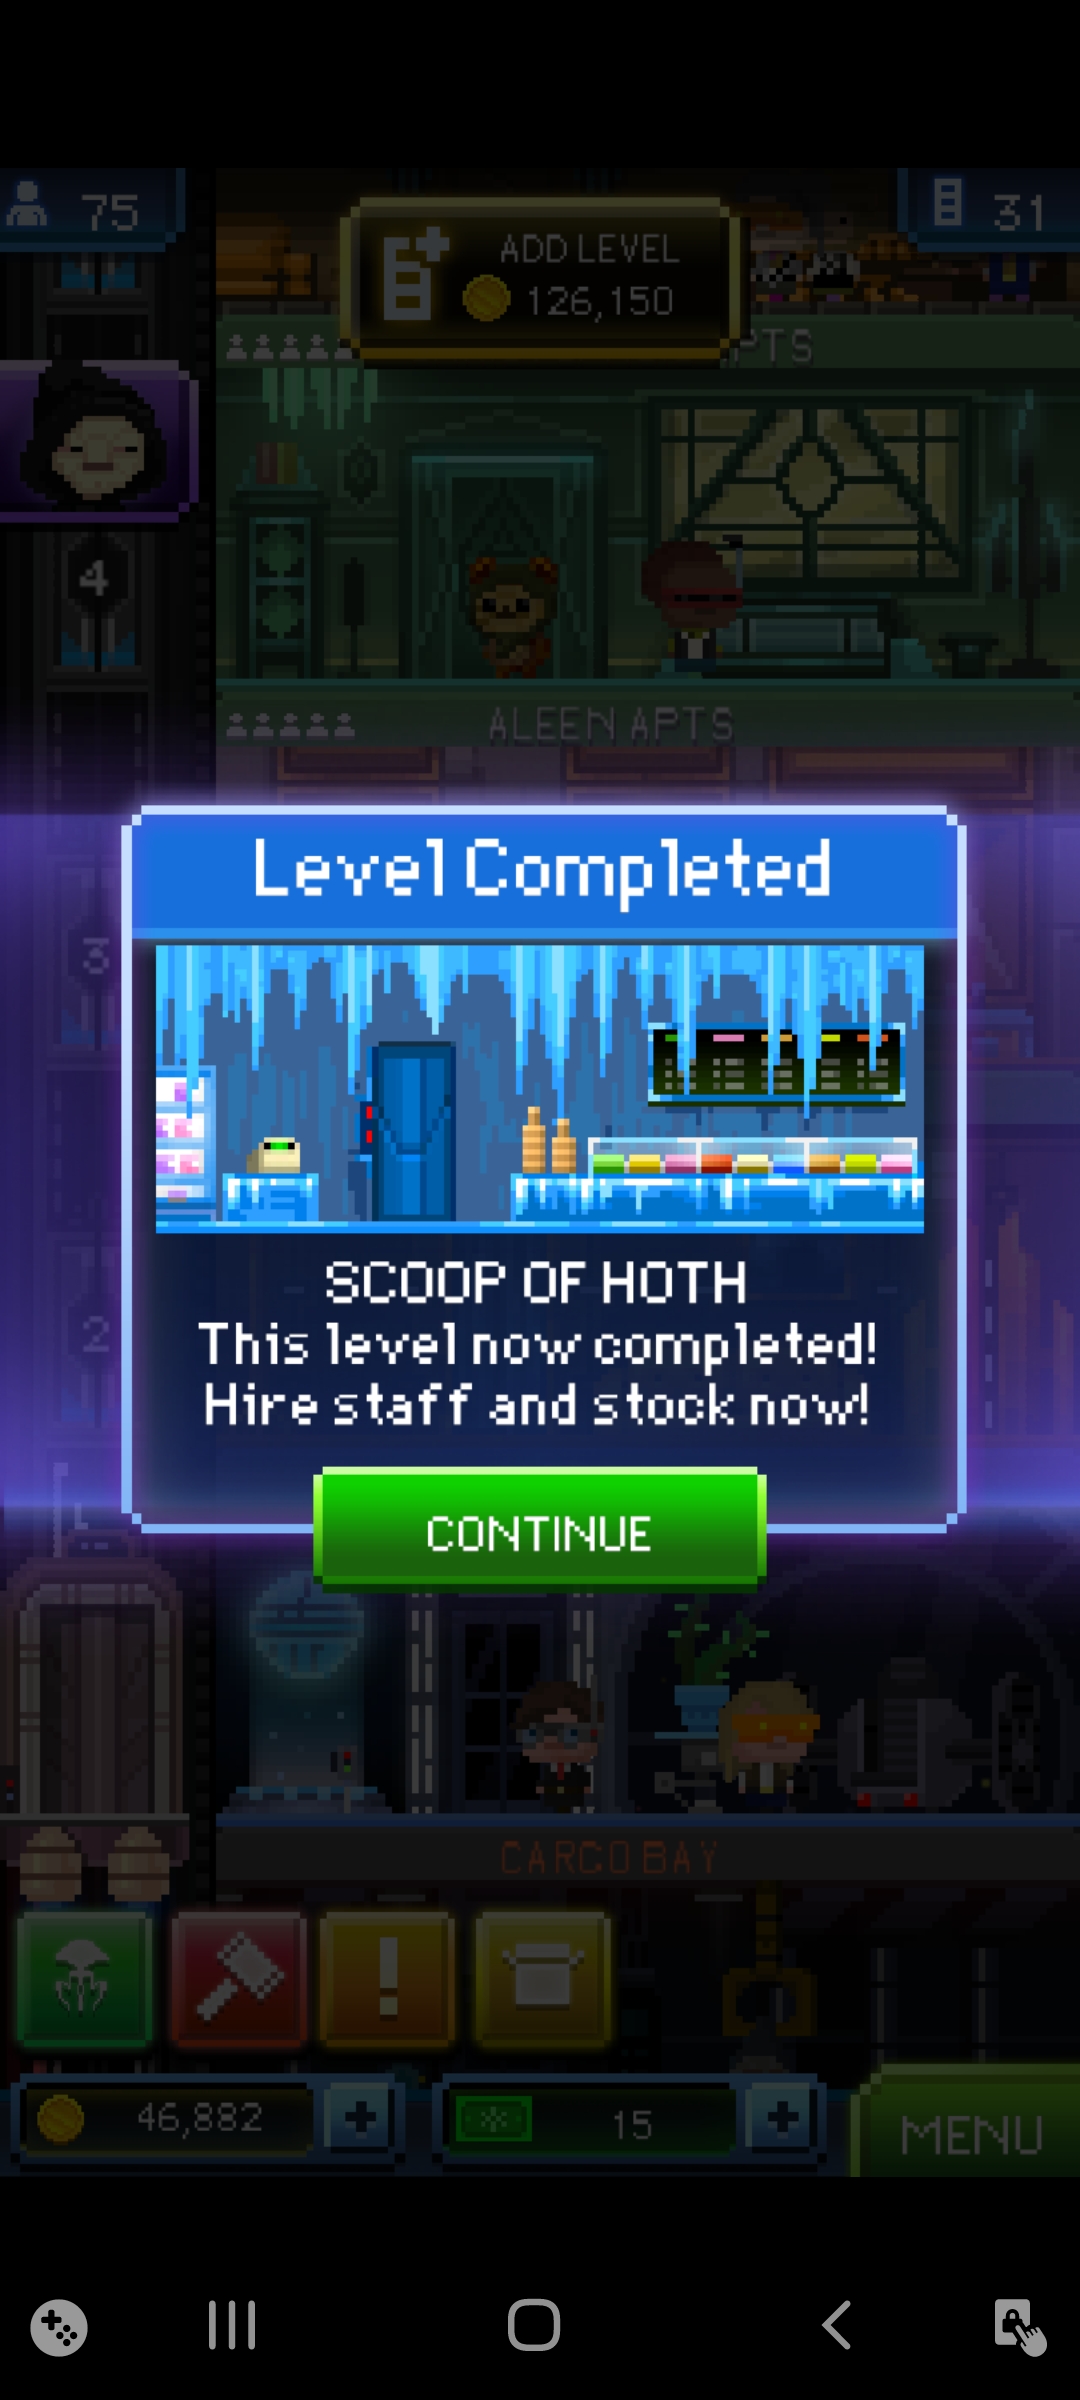 75
31
ADD LEVEL
126,150
PTS
4
ALEEN APTS
Level Completed
3
SCOOP OF HOTH
This level now completed!
Hire staff and stock now!
2
CONTINUE
CARGO BAY
!
46,882
15
MENU